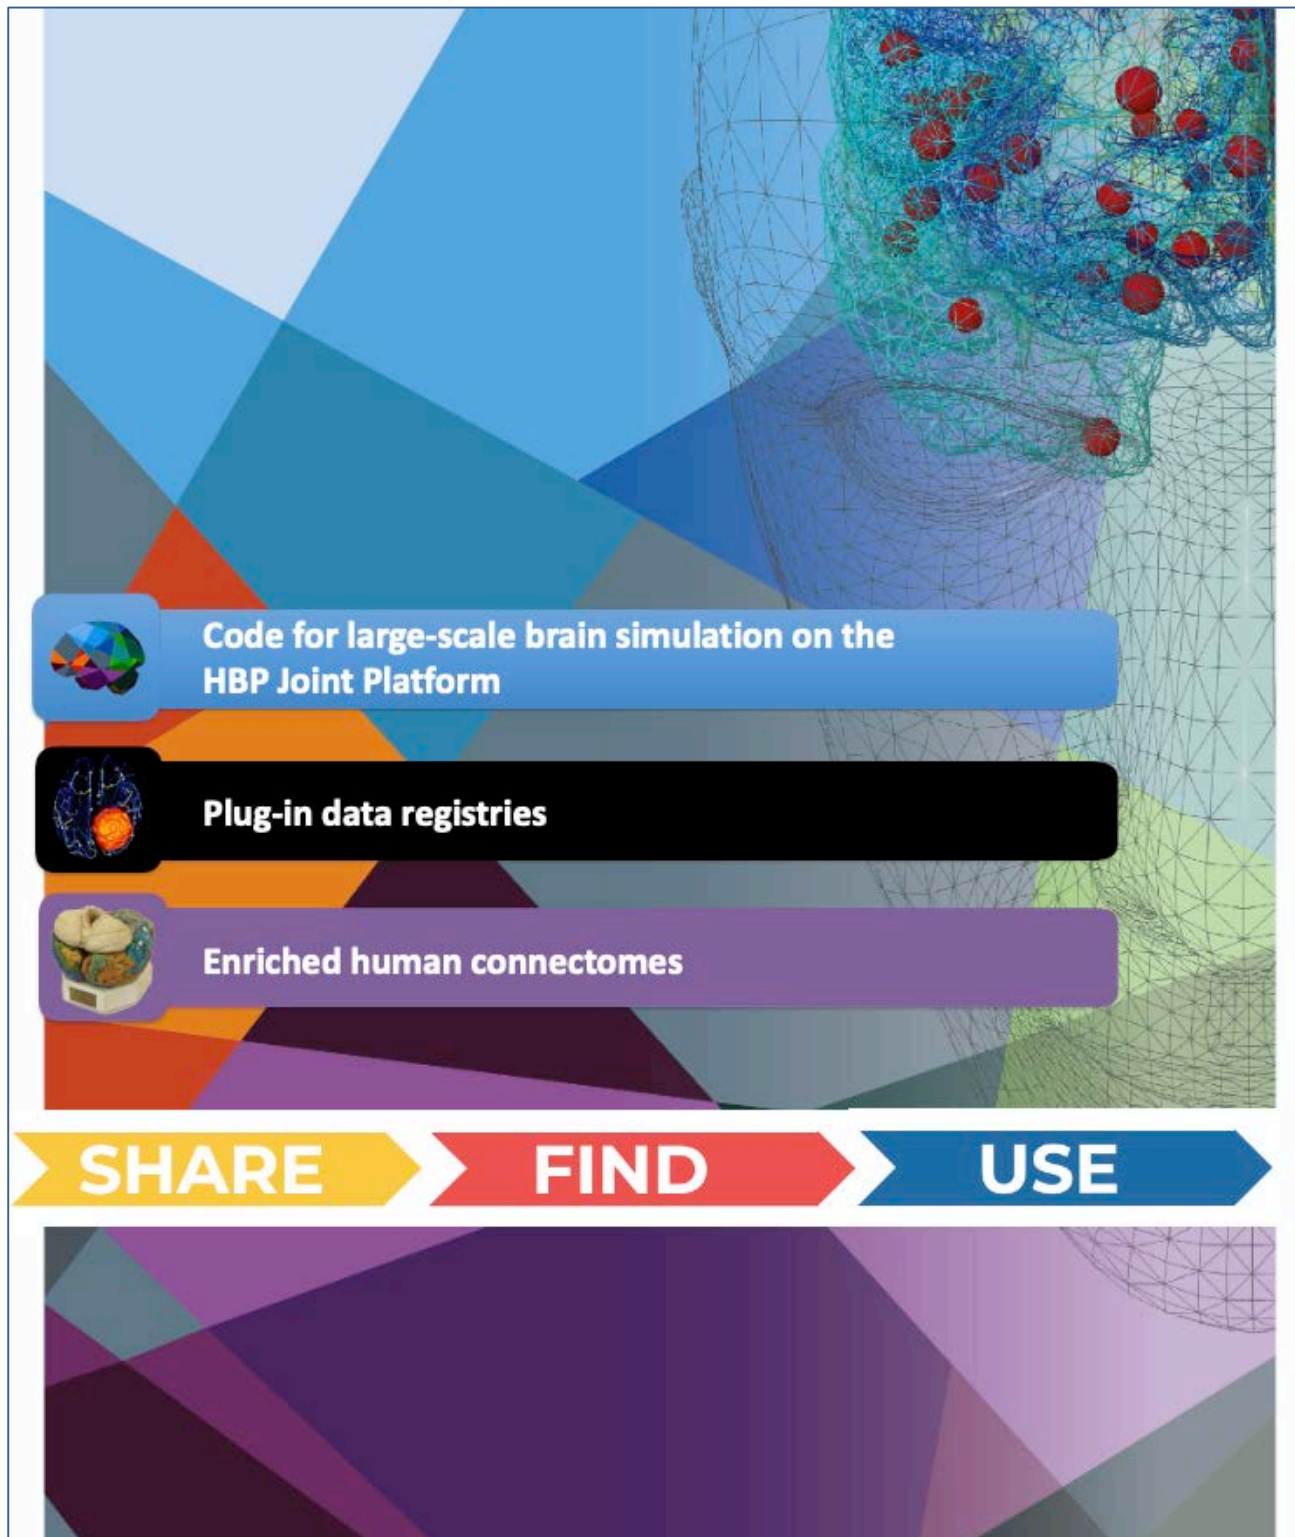 Code for large-scale brain simulation on the
HBP Joint Platform
Plug-in data registries
Enriched human connectomes
SHARE
FIND
USE